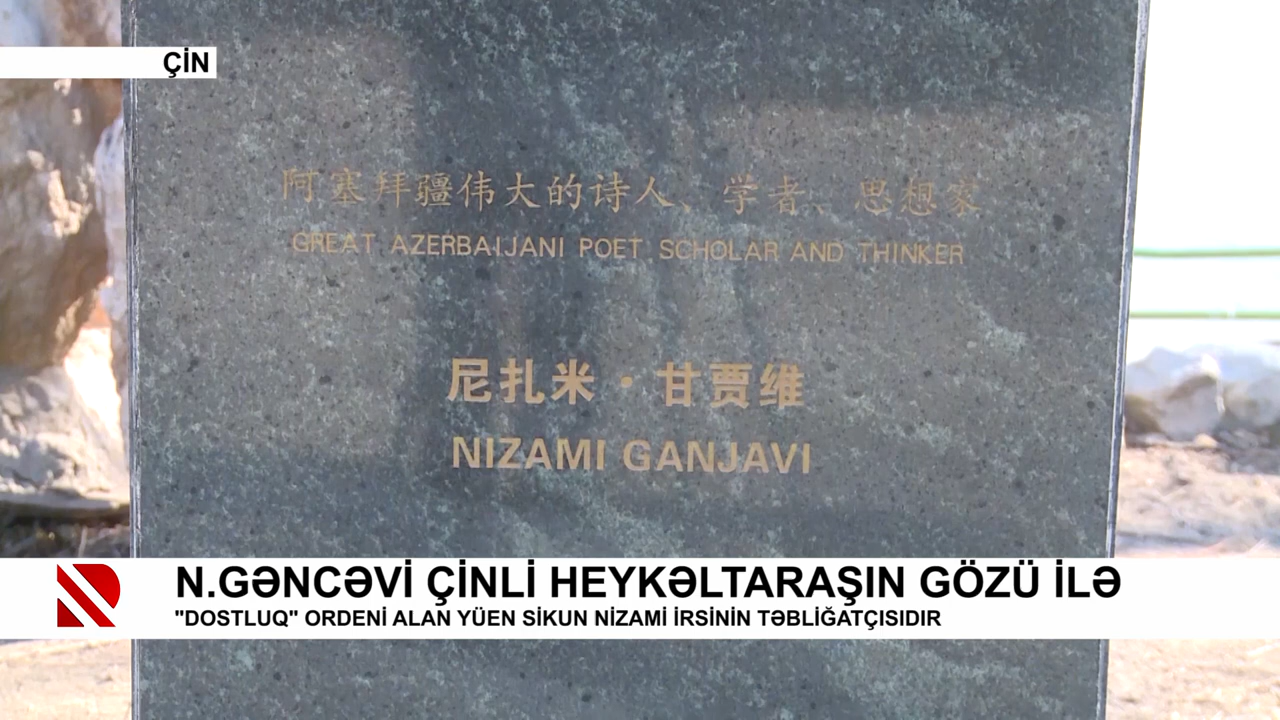 ÇİN
阿塞拜疆伟大的诗人、学者、思想家
GREAT AZERBAIJANI POET SCHOLAR AND THINKER
尼扎米·甘贾维
NIZAMI GANJAVI
N.GƏNCƏVİ ÇİNLİ HEYKƏLTARAŞIN GÖZÜ İLƏ
"DOSTLUQ" ORDENİ ALAN YÜEN SİKUN NİZAMİ İRSİNİN TƏBLİĞATÇISIDIR